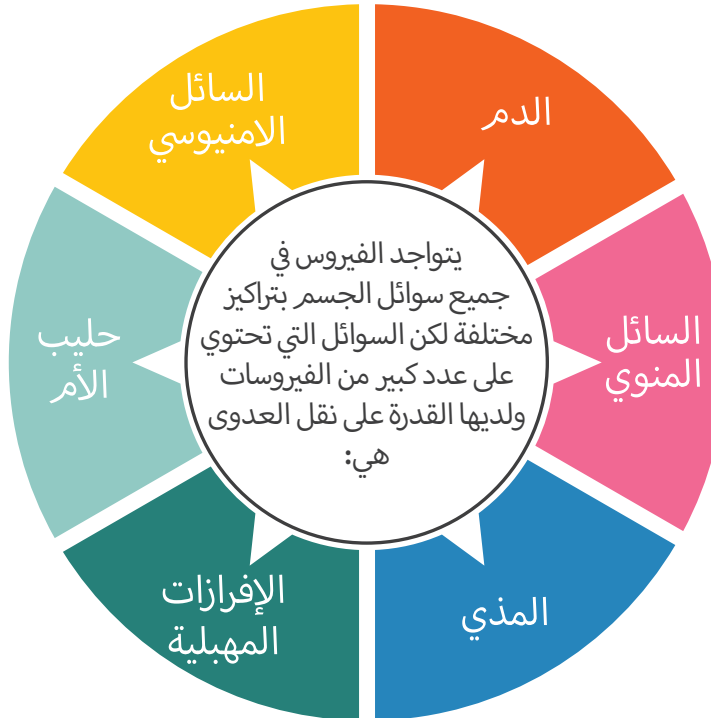 يتواجد الفيروس في
جميع سوائل الجسم بتراكيز
مختلفة لكن السوائل التي تحتوي
على عدد كبير من الفيروسات
ولديها القدرة على نقل العدوى
هي:
الدم
السائل
المنوي
المذي
الإفرازات
المهبلية
حليب
الأم
السائل
الامنيوسي